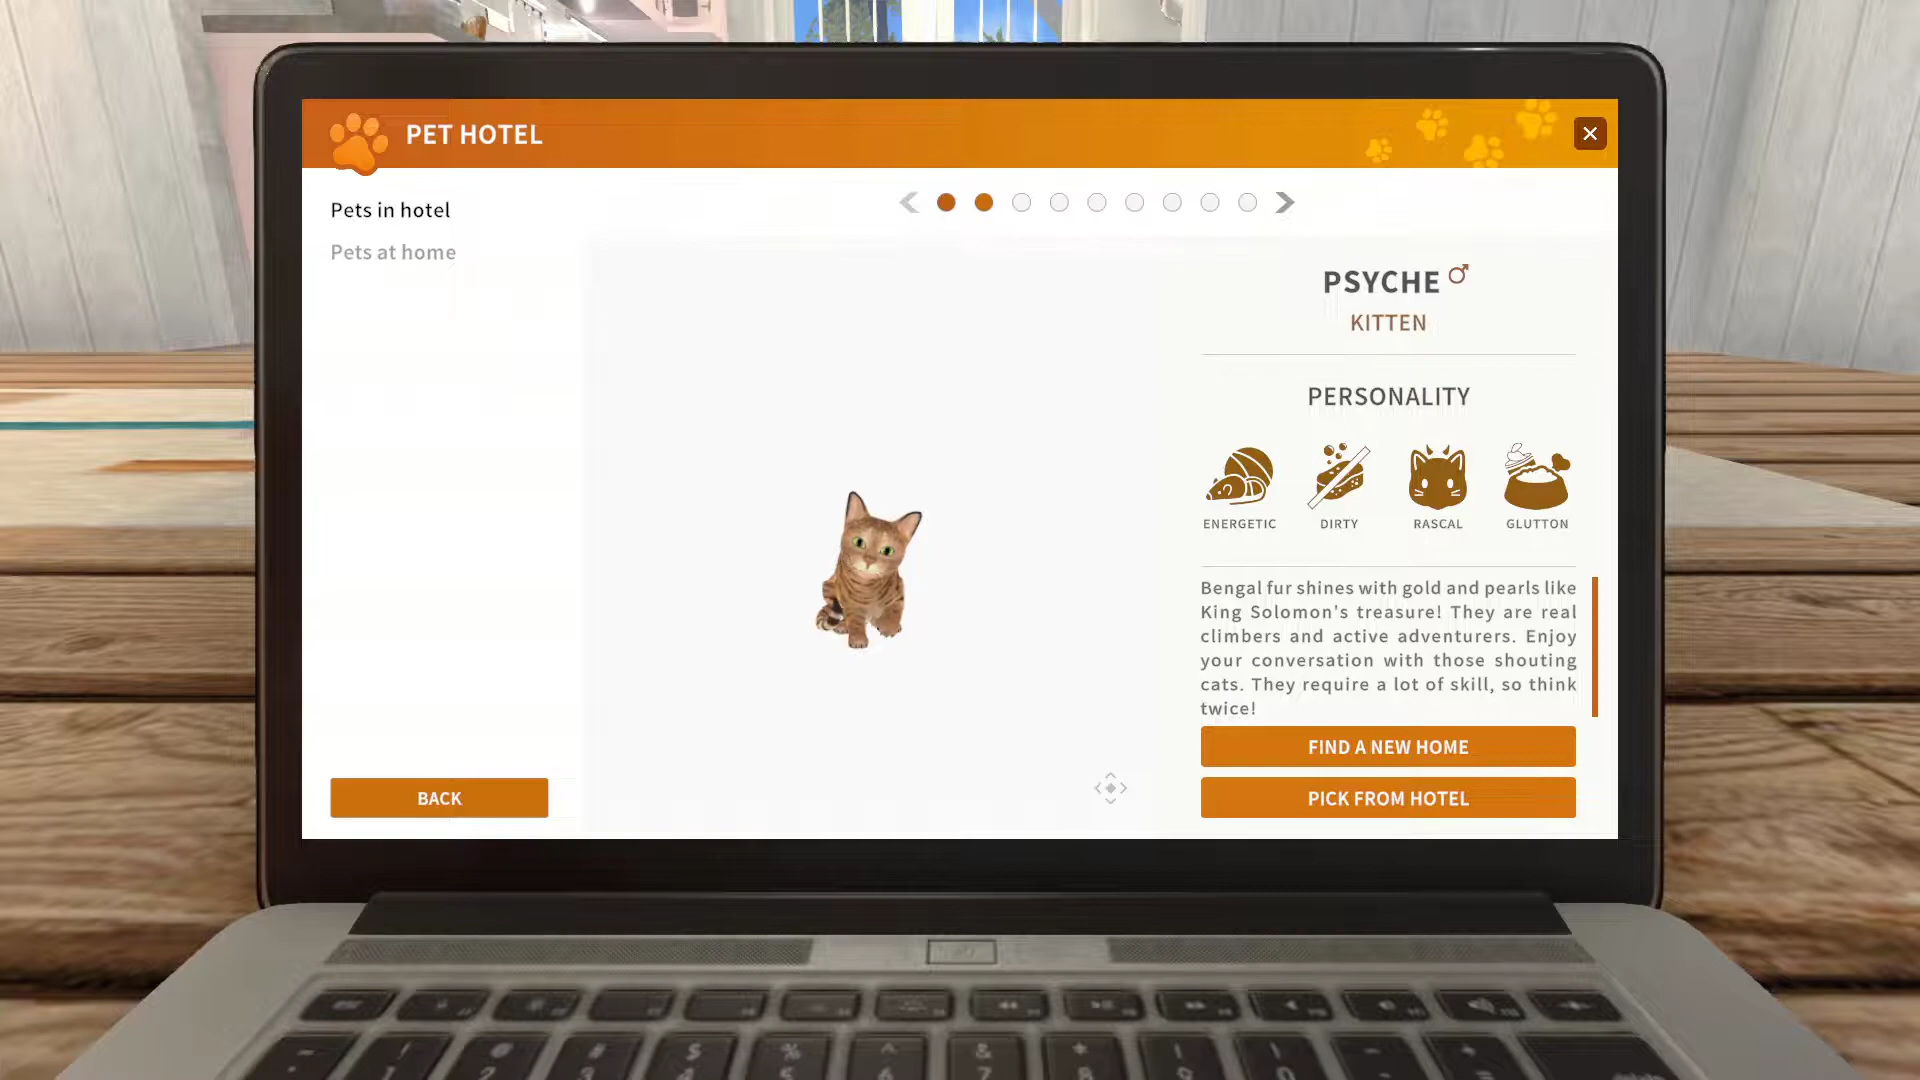 PET HOTEL
Pets in hotel
Pets at home
PSYCHE
KITTEN
PERSONALITY
ENERGETIC
DIRTY
RASCAL
GLUTTON
Bengal fur shines with gold and pearls like
King Solomon's treasure! They are real
climbers and active adventurers. Enjoy
your conversation with those shouting
cats. They require a lot of skill, so think
twice!
FIND A NEW HOME
PICK FROM HOTEL
BACK